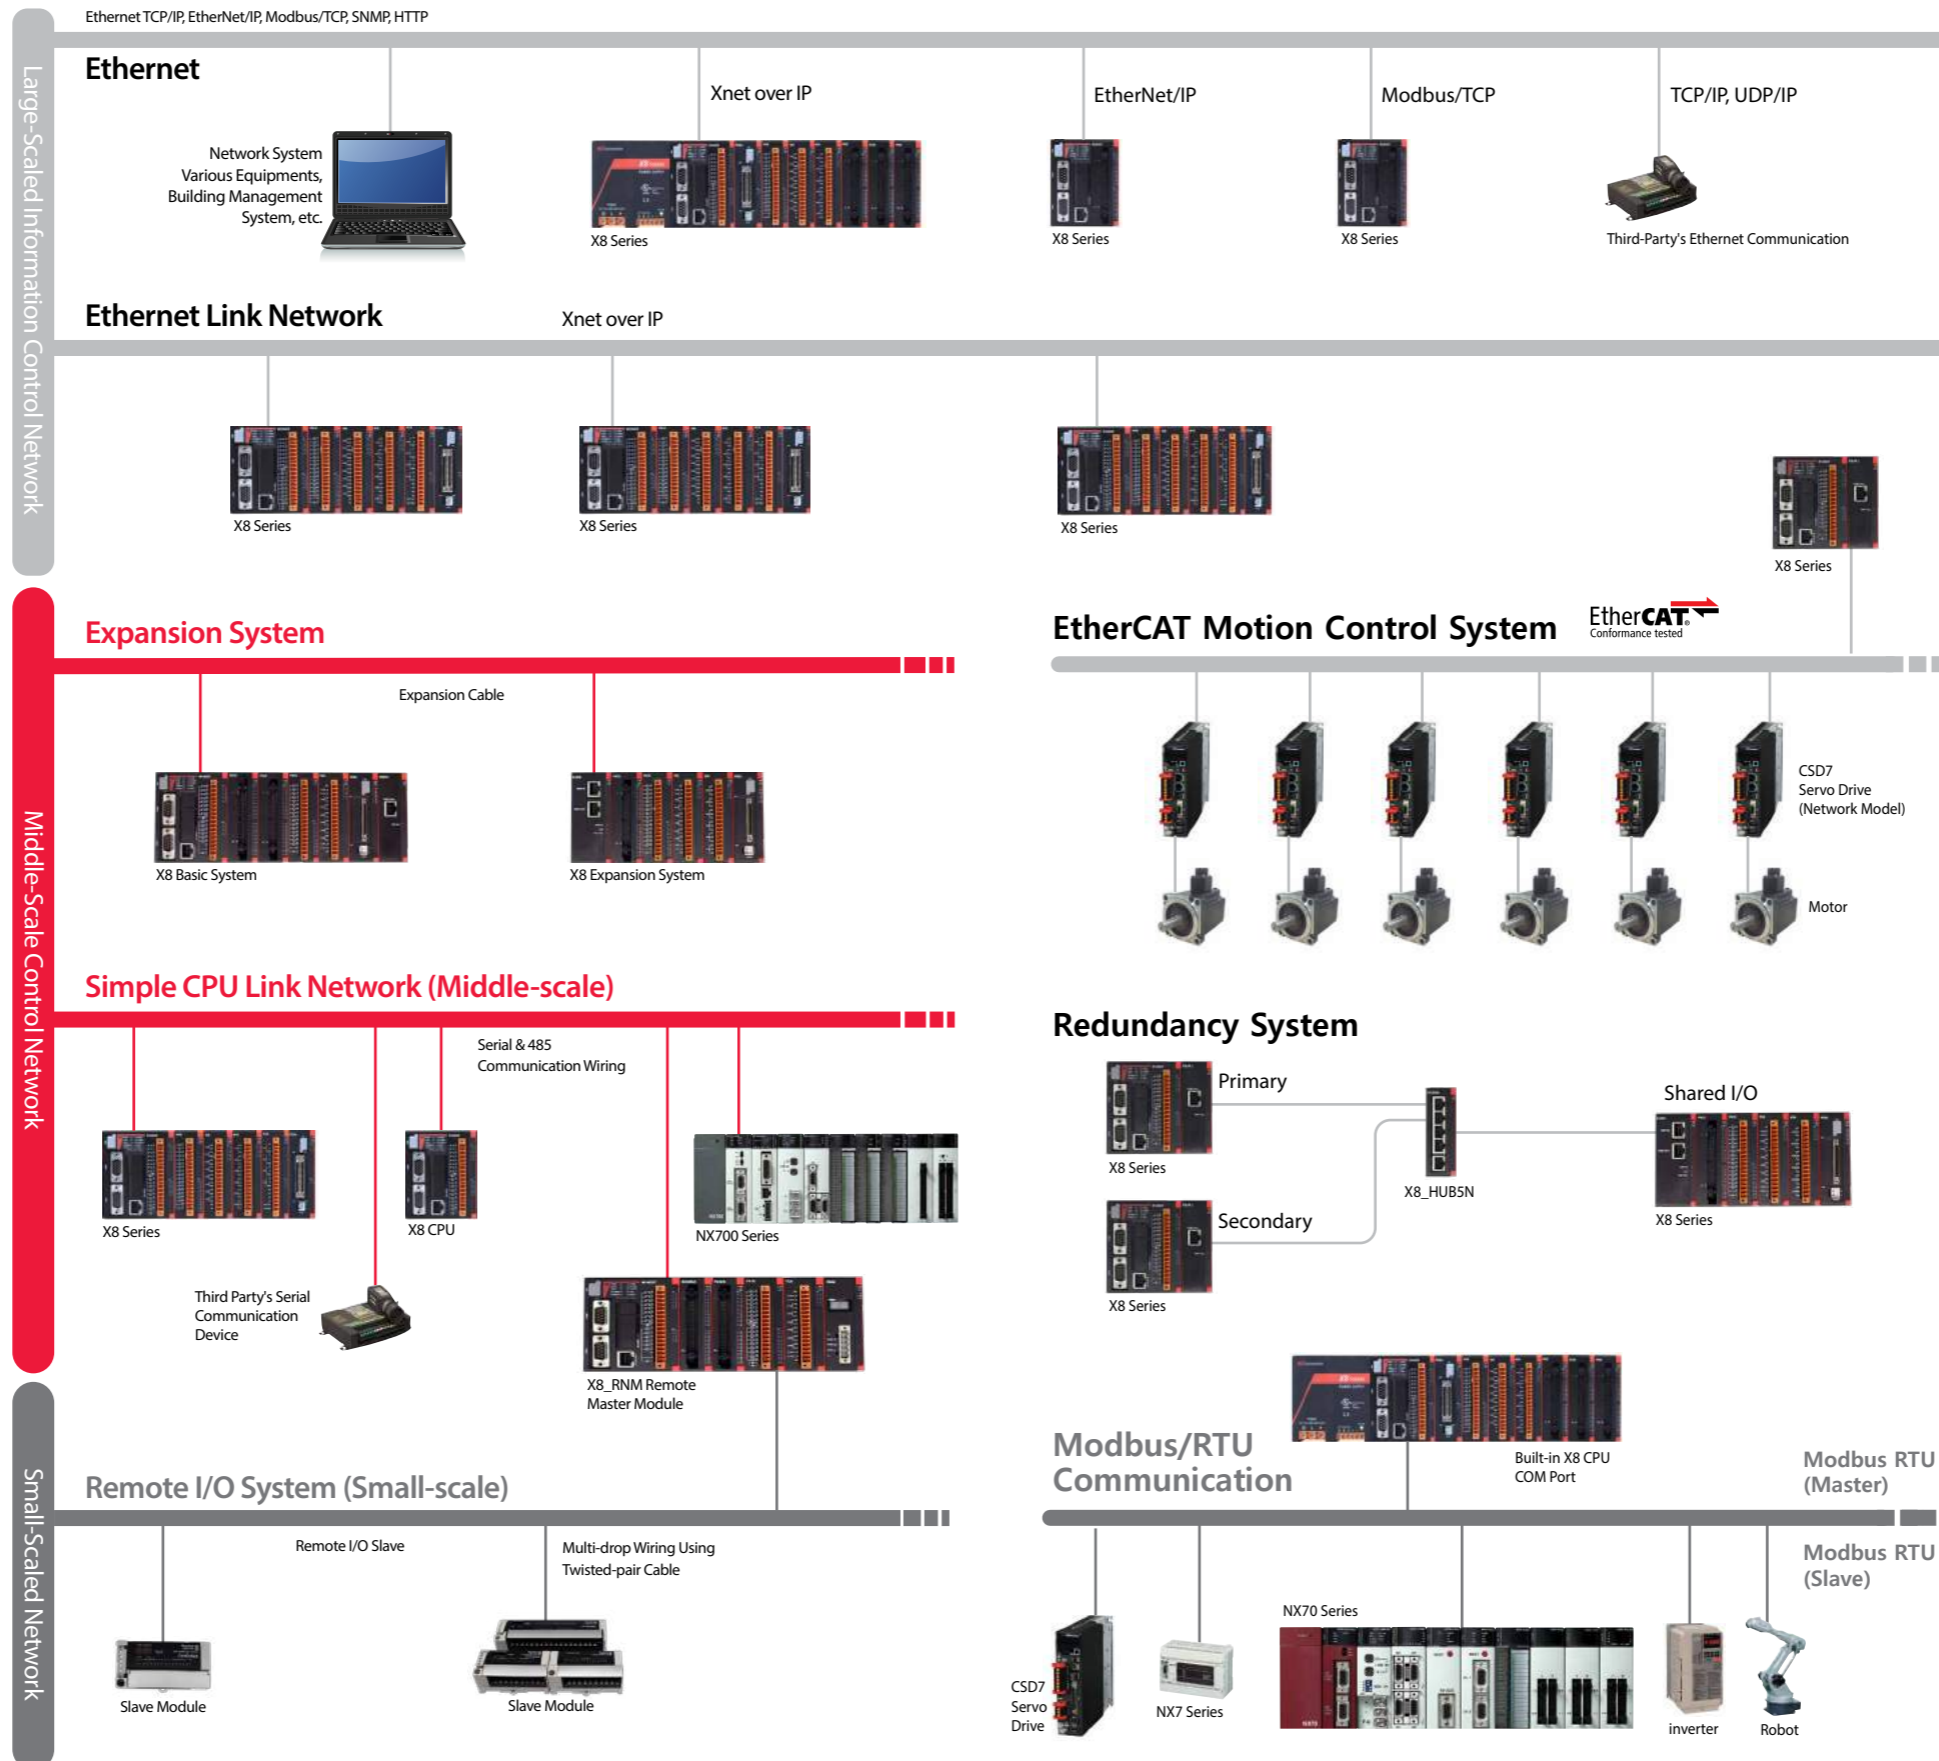 Ethernet TCP/IP, EtherNet/IP, Modbus/TCP, SNMP, HTTP
Large-Scaled Information Control Network
Ethernet
Xnet over IP
EtherNet/IP
Modbus/TCP
TCP/IP, UDP/IP
Network System
Various Equipments,
Building Management
System, etc.
X8 Series
X8 Series
X8 Series
Third-Party's Ethernet Communication
Ethernet Link Network
Xnet over IP
X8 Series
X8 Series
X8 Series
X8 Series
Middle-Scale Control Network
Expansion System
Expansion Cable
X8 Basic System
X8 Expansion System
EtherCAT Motion Control System
EtherCAT®
Conformance tested
CSD7
Servo Drive
(Network Model)
Motor
Simple CPU Link Network (Middle-scale)
Serial & 485
Communication Wiring
X8 Series
X8 CPU
NX700 Series
Third Party's Serial
Communication
Device
X8_RNM Remote
Master Module
Redundancy System
Primary
X8 Series
Secondary
X8 Series
X8_HUB5N
Shared I/O
X8 Series
Small-Scaled Network
Remote I/O System (Small-scale)
Remote I/O Slave
Multi-drop Wiring Using
Twisted-pair Cable
Slave Module
Slave Module
Modbus/RTU
Communication
Built-in X8 CPU
COM Port
Modbus RTU
(Master)
Modbus RTU
(Slave)
CSD7
Servo
Drive
NX7 Series
NX70 Series
NX70
inverter
Robot